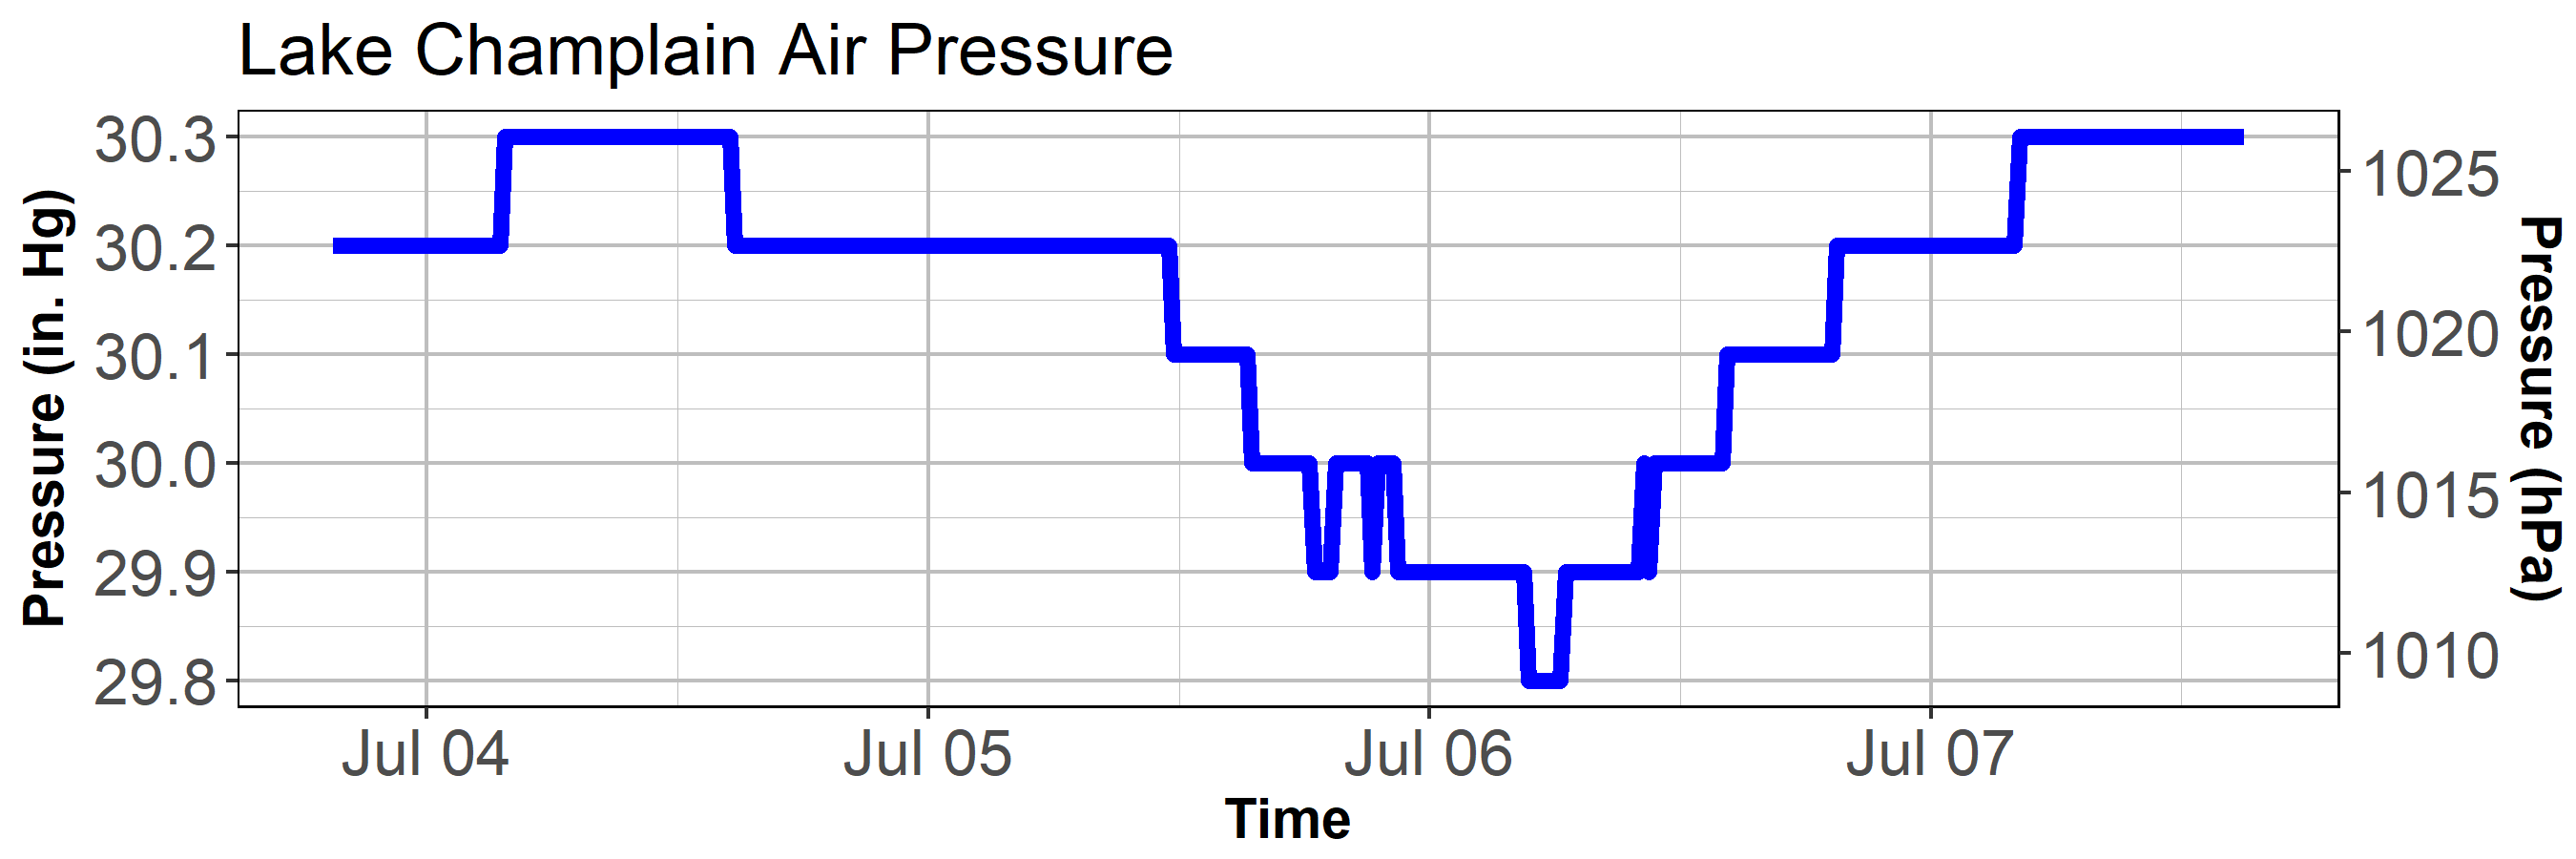 Lake Champlain Air Pressure
Pressure (in. Hg)
30.3
30.2
30.1
30.0
29.9
29.8
1025
1020
1015
1010
Pressure (hPa)
Jul 04 Jul 05 Jul 06 Jul 07
Time